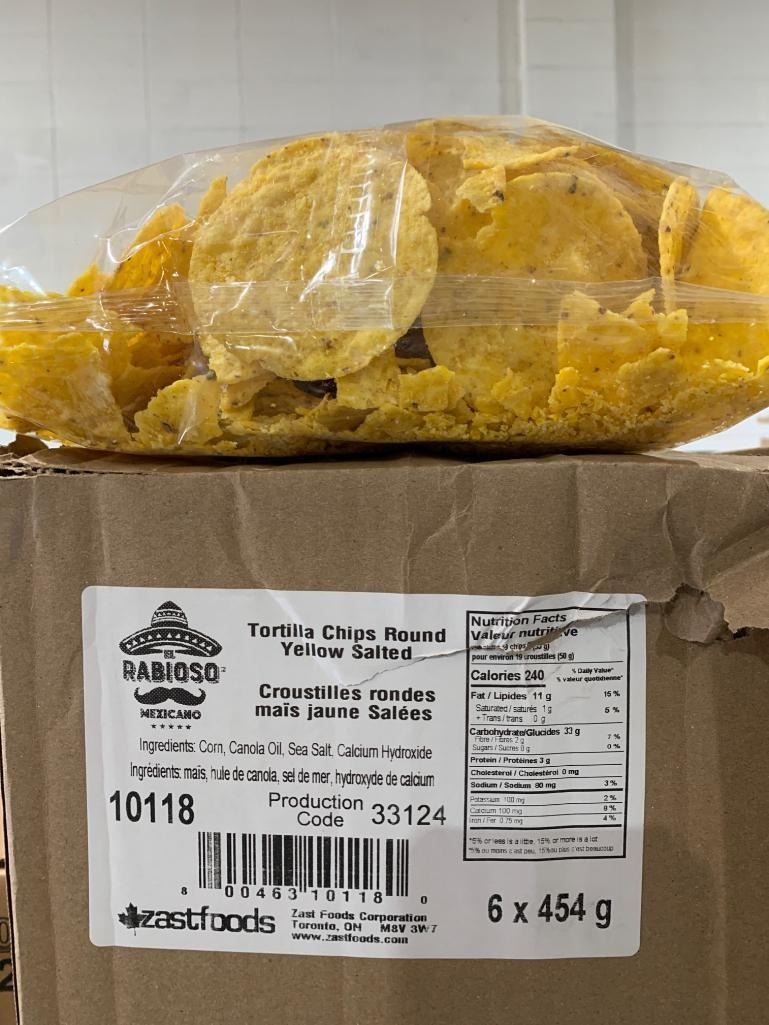 EL
RABIOSO
MEXICANO
Tortilla Chips Round
Yellow Salted
Croustilles rondes
maïs jaune Salées
Ingredients: Corn, Canola Oil, Sea Salt, Calcium Hydroxide
Ingrédients: maïs, hule de canola, sel de mer, hydroxyde de calcium
10118
Production
Code
33124
8 00463 10118 0
zastfoods
Zast Foods Corporation
Toronto, ON M8V 3W7
www.zastfoods.com
Nutrition Facts
Valeur nutritive
chips
pour environ 19 croustilles (50 g)
Calories 240
% Daily Value*
% valeur quotidienne*
Fat / Lipides 11 g 15 %
Saturated / saturés 1 g 5 %
+ Trans / trans 0 g
Carbohydrate/Glucides 33 g
Fibre / Fibres 2 g 7 %
Sugars / Sucres 0 g 0 %
Protein / Protéines 3 g
Cholesterol / Cholestérol 0 mg
Sodium / Sodium 80 mg 3 %
Potassium 100 mg 2 %
Calcium 100 mg 8 %
Iron / Fer 0.75 mg 4 %
*5% or less is a little, 15% or more is a lot
*5% ou moins c'est peu, 15% ou plus c'est beaucoup
6 x 454 g